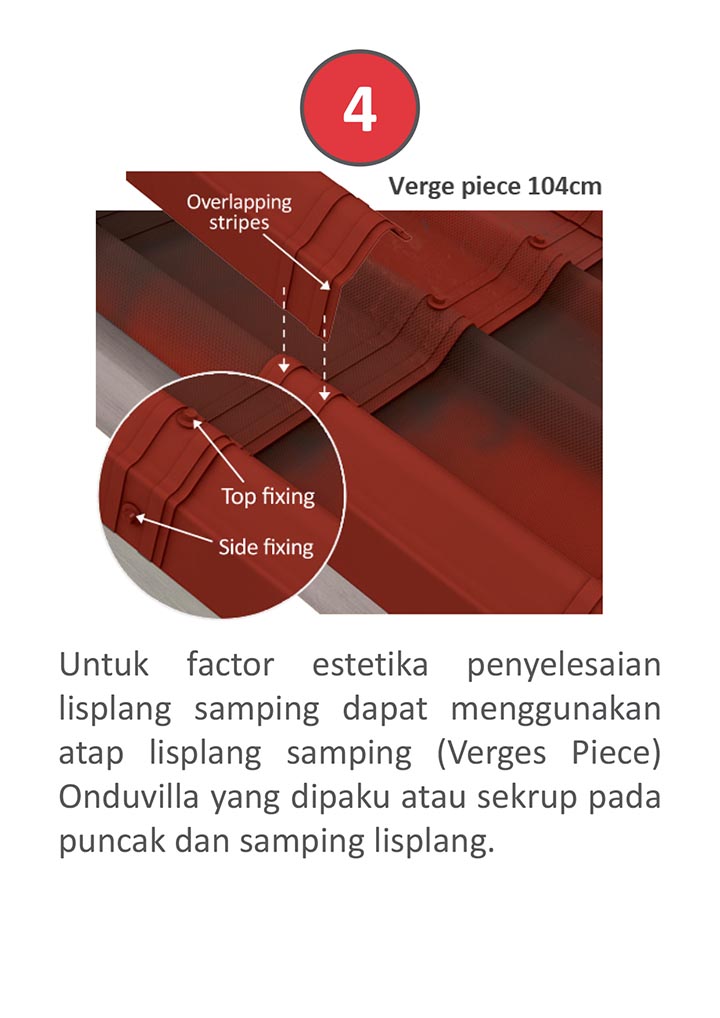 4
Verge piece 104cm
Overlapping
stripes
Top fixing
Side fixing
Untuk factor estetika penyelesaian
lisplang samping dapat menggunakan
atap lisplang samping (Verges Piece)
Onduvilla yang dipaku atau sekrup pada
puncak dan samping lisplang.